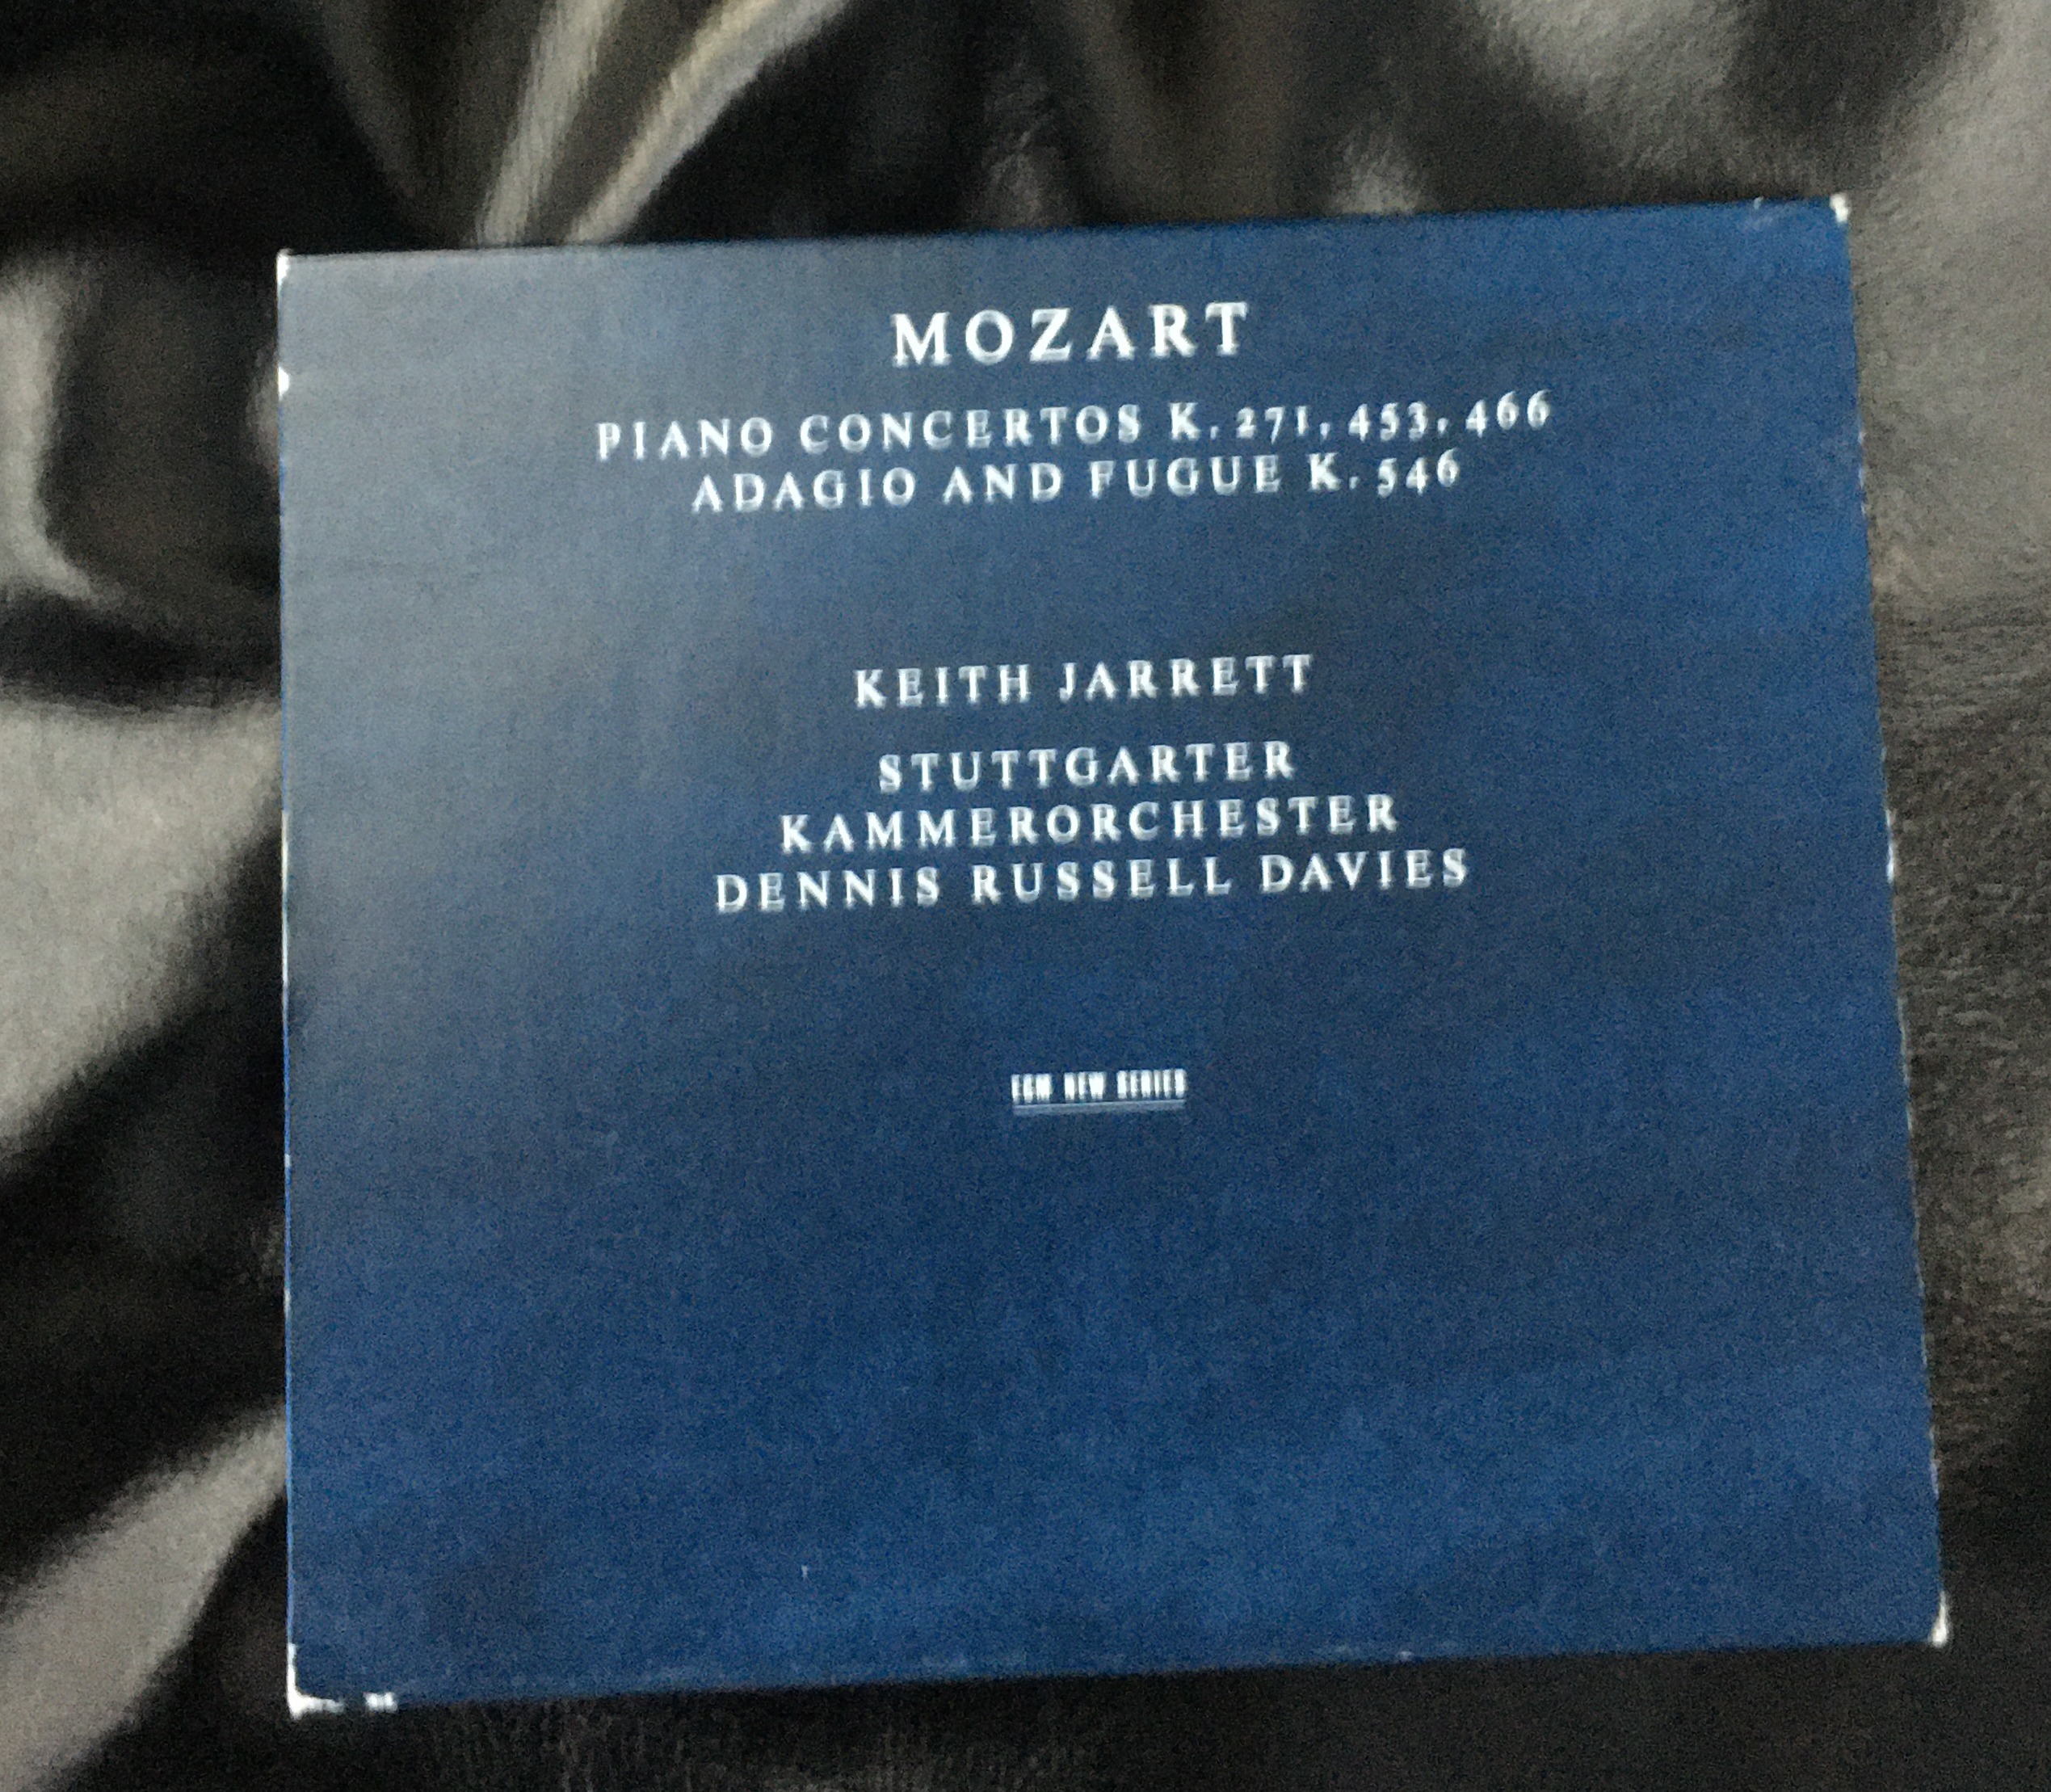 MOZART
PIANO CONCERTOS K. 271, 453, 466
ADAGIO AND FUGUE K. 546
KEITH JARRETT
STUTTGARTER
KAMMERORCHESTER
DENNIS RUSSELL DAVIES
ECM NEW SERIES